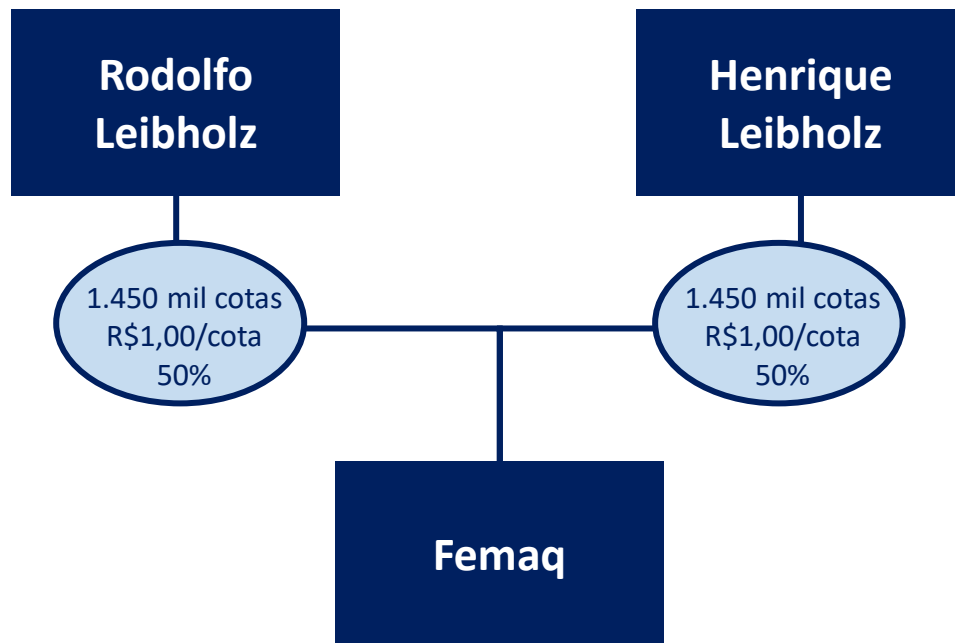 Rodolfo
Leibholz
Henrique
Leibholz
1.450 mil cotas
R$1,00/cota
50%
1.450 mil cotas
R$1,00/cota
50%
Femaq